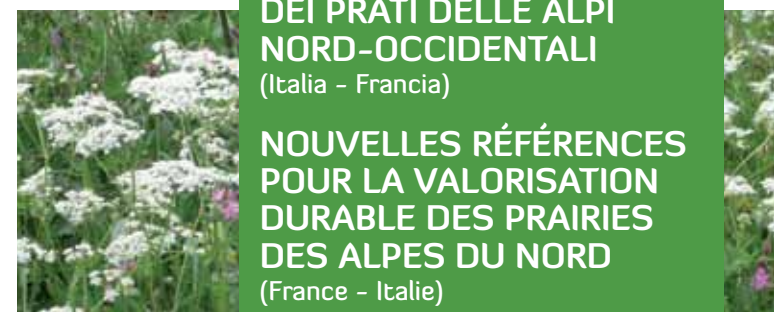 DEI PRATI DELLE ALPI
NORD-OCCIDENTALI
(Italia - Francia)
NOUVELLES RÉFÉRENCES
POUR LA VALORISATION
DURABLE DES PRAIRIES
DES ALPES DU NORD
(France - Italie)